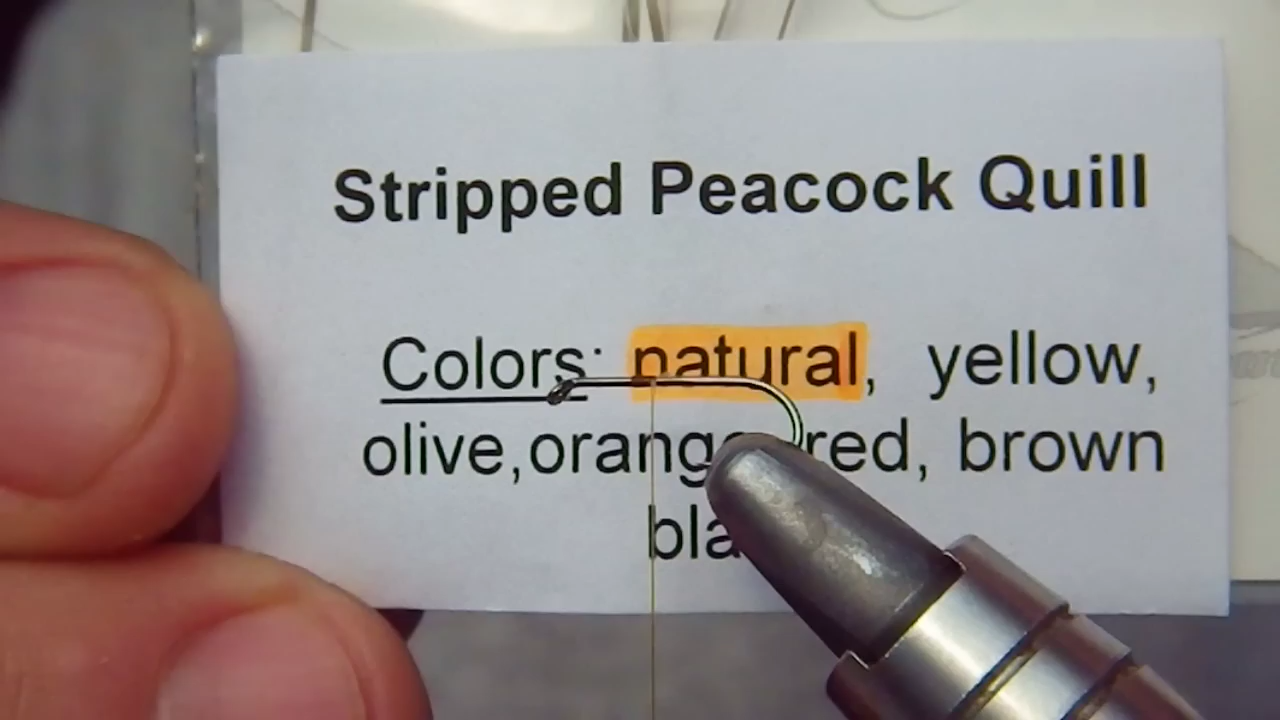 Stripped Peacock Quill
Colors: natural, yellow,
olive,orange red, brown